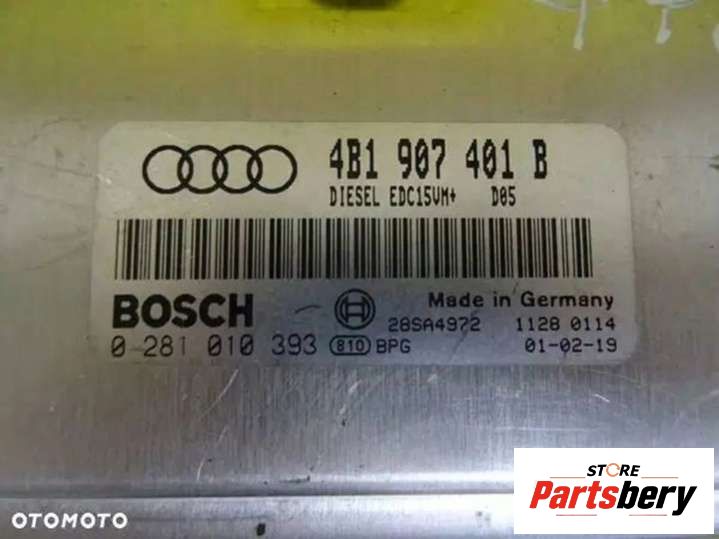 4B1 907 401 B
DIESEL EDC15VM+ D05
BOSCH
Made in Germany
28SA4972 1128 0114
0 281 010 393 810 BPG 01-02-19
STORE
Partsbery
OTOMOTO